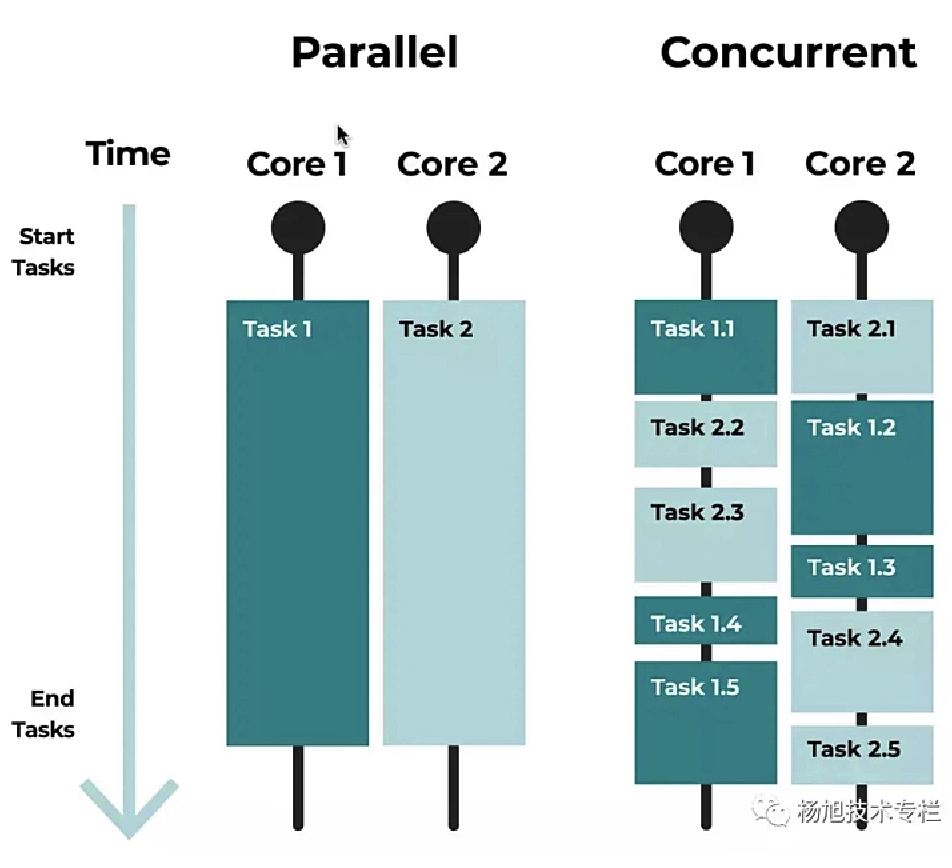 Parallel
Concurrent
Time
Core 1
Core 2
Core 1
Core 2
Start
Tasks
Task 1
Task 2
Task 1.1
Task 2.1
Task 2.2
Task 1.2
Task 2.3
Task 1.3
Task 1.4
Task 2.4
Task 1.5
End
Tasks
Task 2.5
杨旭技术专栏